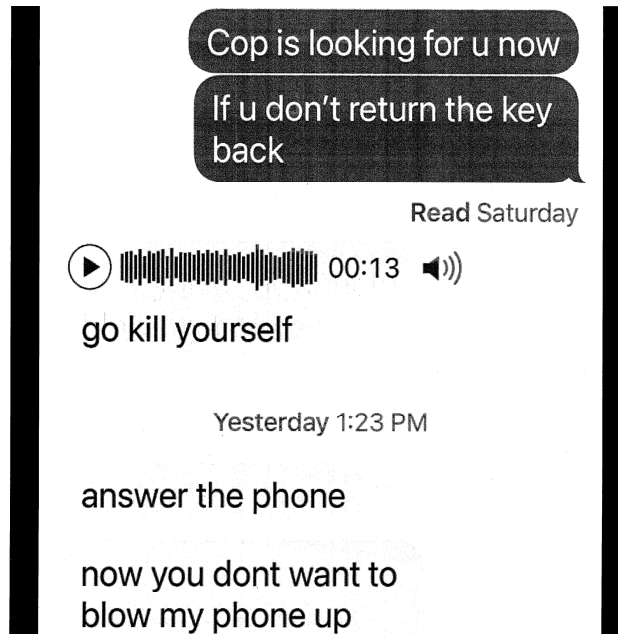 Cop is looking for u now
If u don't return the key
back
Read Saturday
00:13
go kill yourself
Yesterday 1:23 PM
answer the phone
now you dont want to
blow my phone up